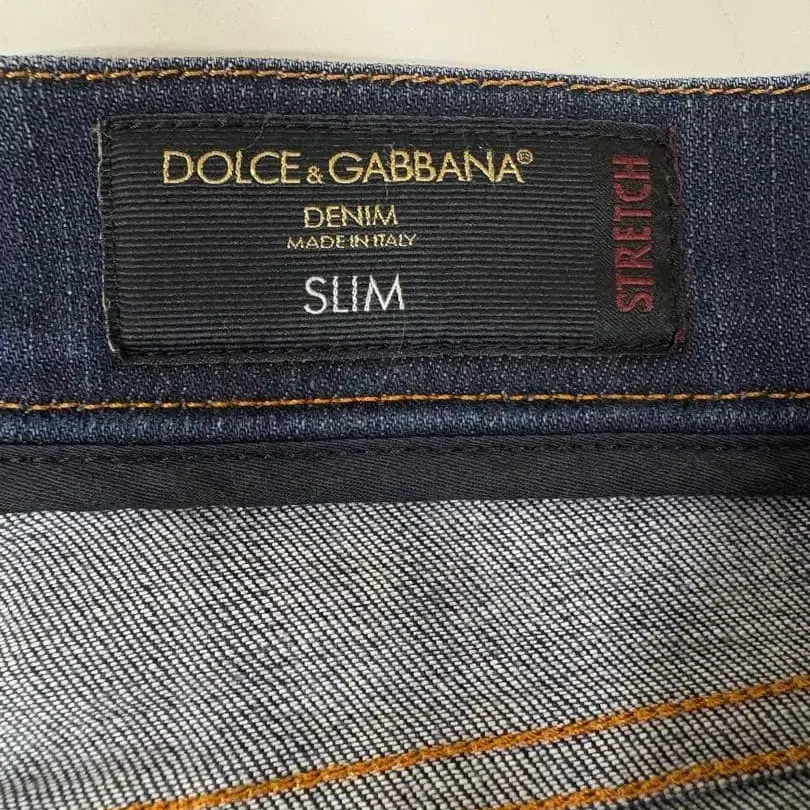 DOLCE & GABBANA®
DENIM
MADE IN ITALY
SLIM
STRETCH